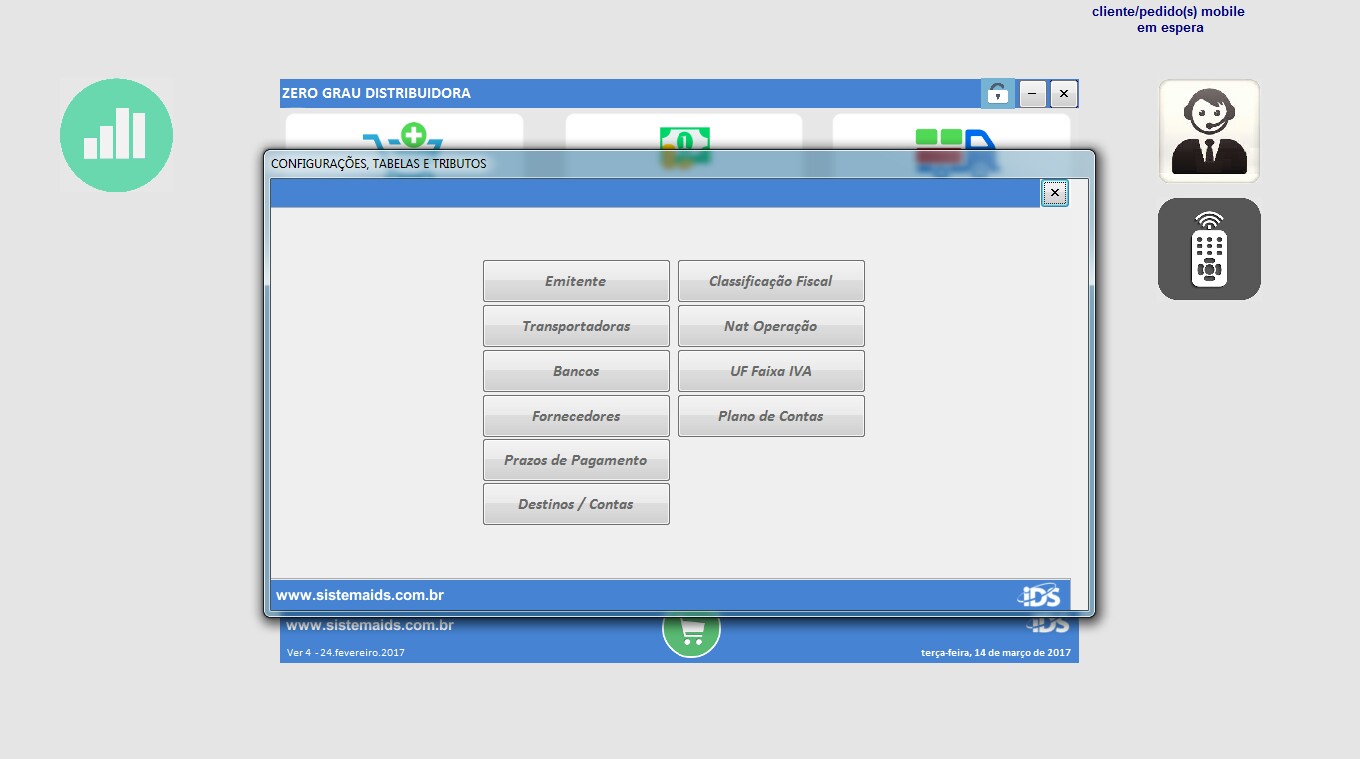 cliente/pedido(s) mobile
em espera
ZERO GRAU DISTRIBUIDORA
CONFIGURAÇÕES, TABELAS E TRIBUTOS
Emitente
Classificação Fiscal
Transportadoras
Nat Operação
Bancos
UF Faixa IVA
Fornecedores
Plano de Contas
Prazos de Pagamento
Destinos / Contas
www.sistemaids.com.br
iDS
www.sistemaids.com.br
iDS
Ver 4 - 24.fevereiro.2017
terça-feira, 14 de março de 2017